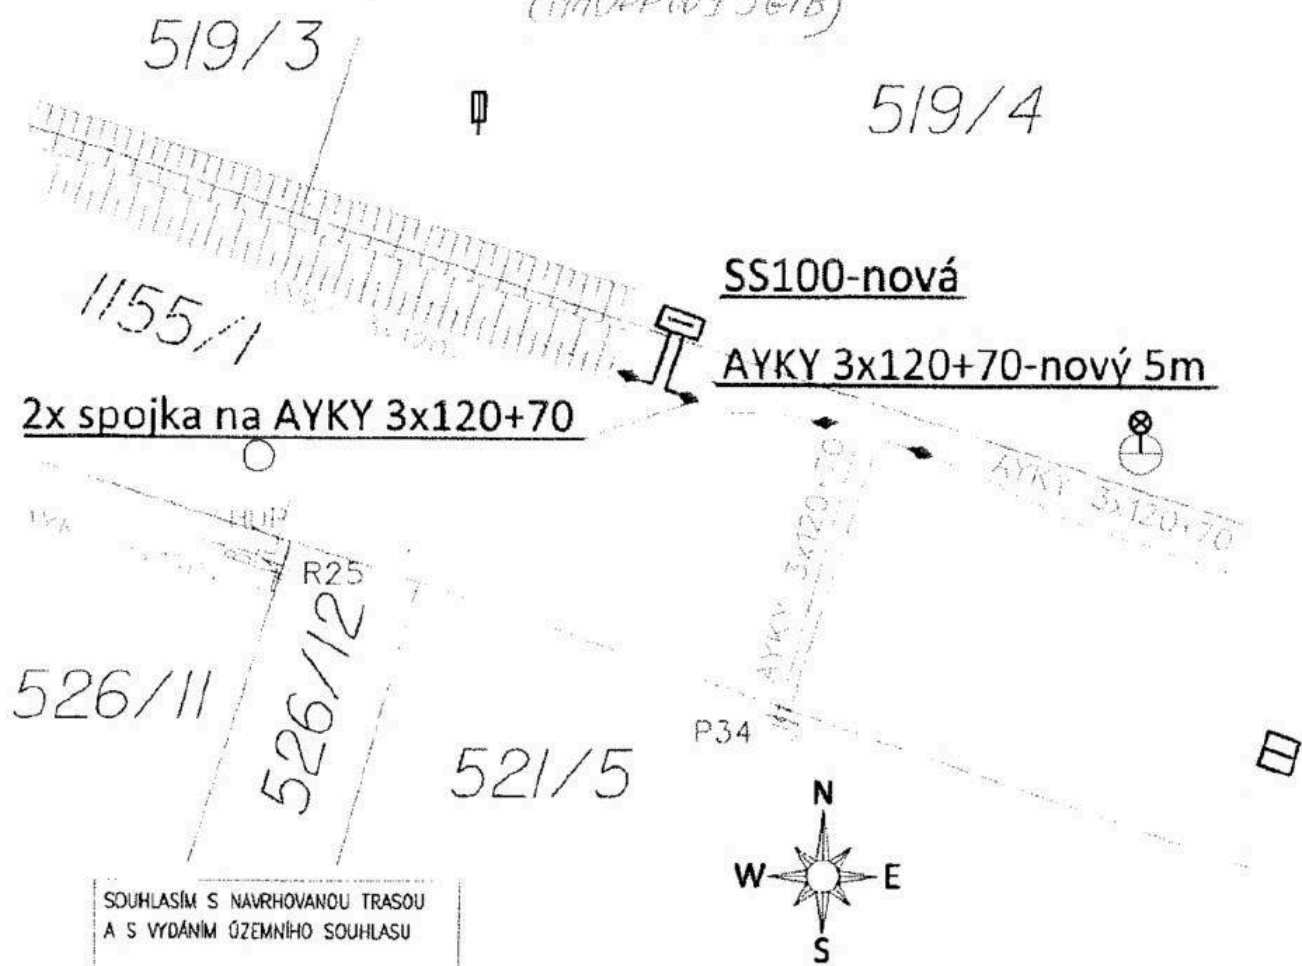 519/3
519/4
SS100-nová
1155/1
AYKY 3x120+70-nový 5m
2x spojka na AYKY 3x120+70
AYKY 3x120+70
AYKY 3x120+70
HUP
R25
526/12
526/11
P34
521/5
N
W E
S
SOUHLASÍM S NAVRHOVANOU TRASOU
A S VYDÁNÍM ÚZEMNÍHO SOUHLASU